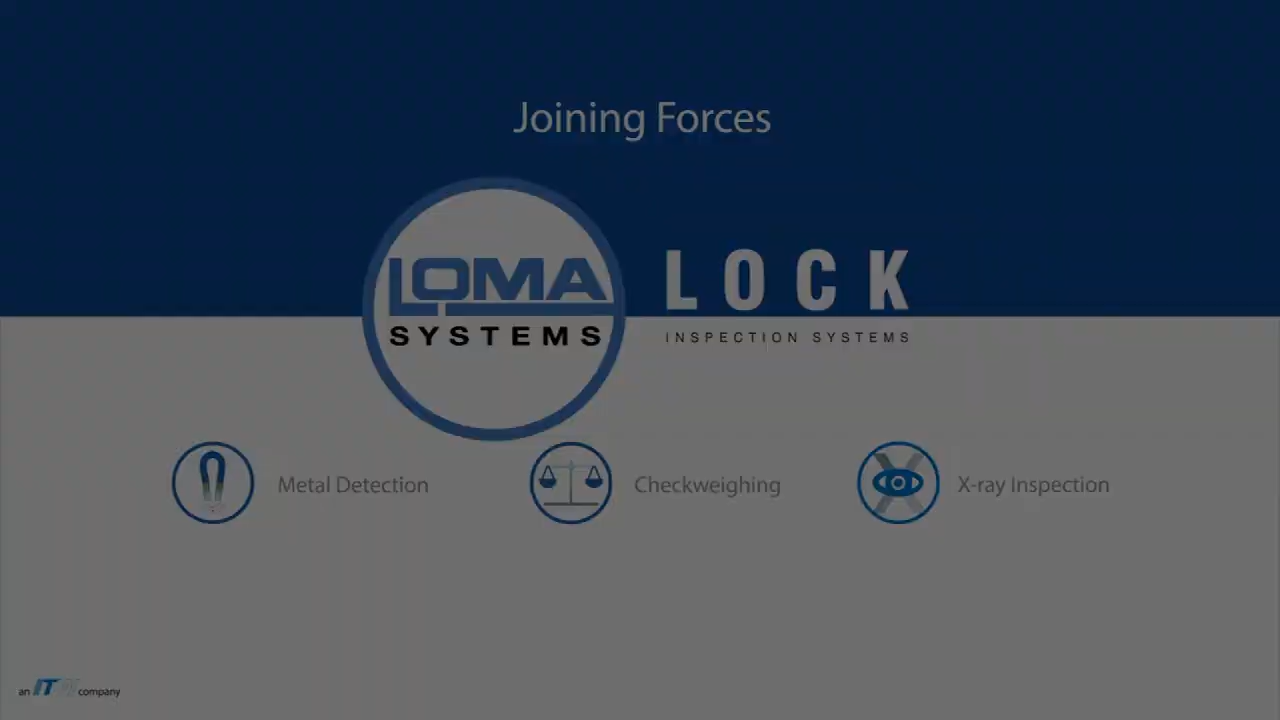 Joining Forces
LOMA
SYSTEMS
LOCK
INSPECTION SYSTEMS
Metal Detection
Checkweighing
X-ray Inspection
an ITW company